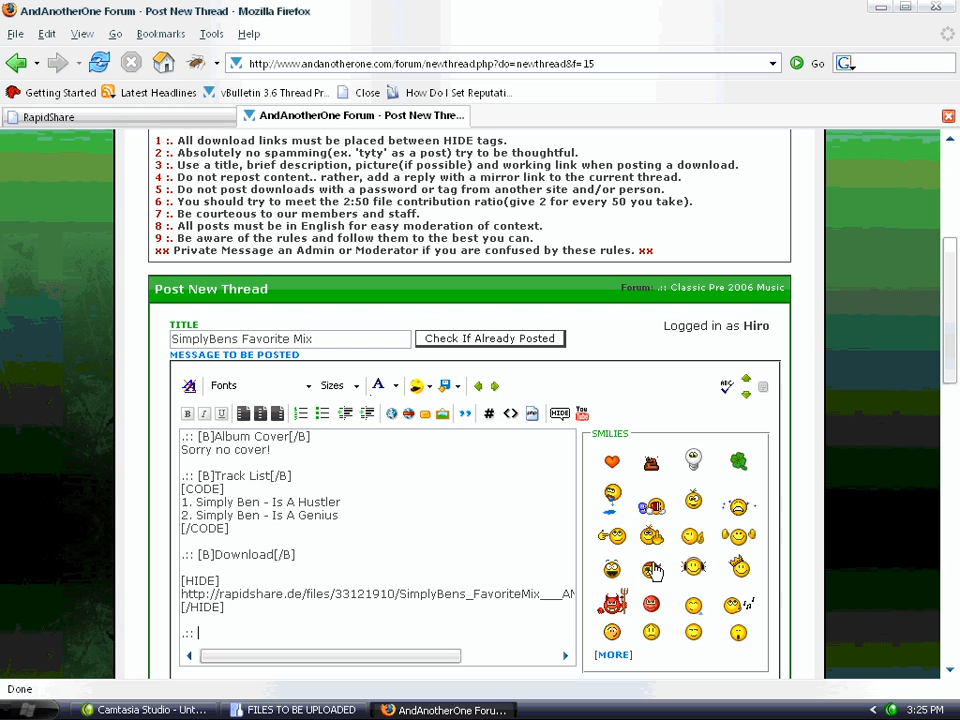 AndAnotherOne Forum - Post New Thread - Mozilla Firefox
File Edit View Go Bookmarks Tools Help
http://www.andanotherone.com/forum/newthread.php?do=newthread&f=15
Go
Getting Started Latest Headlines vBulletin 3.6 Thread Pr... Close How Do I Set Reputati...
RapidShare AndAnotherOne Forum - Post New Thre...
1 :. All download links must be placed between HIDE tags.
2 :. Absolutely no spamming(ex. 'tyty' as a post) try to be thoughtful.
3 :. Use a title, brief description, picture(if possible) and working link when posting a download.
4 :. Do not repost content.. rather, add a reply with a mirror link to the current thread.
5 :. Do not post downloads with a password or tag from another site and/or person.
6 :. You should try to meet the 2:50 file contribution ratio(give 2 for every 50 you take).
7 :. Be courteous to our members and staff.
8 :. All posts must be in English for easy moderation of context.
9 :. Be aware of the rules and follow them to the best you can.
xx Private Message an Admin or Moderator if you are confused by these rules. xx
Post New Thread Forum: .:: Classic Pre 2006 Music
TITLE
Logged in as Hiro
SimplyBens Favorite Mix Check If Already Posted
MESSAGE TO BE POSTED
Fonts Sizes A ABC
B I U # <> php HIDE You Tube
SMILIES
.:: [B]Album Cover[/B]
Sorry no cover!
.:: [B]Track List[/B]
[CODE]
1. Simply Ben - Is A Hustler
2. Simply Ben - Is A Genius
[/CODE]
.:: [B]Download[/B]
[HIDE]
http://rapidshare.de/files/33121910/SimplyBens_FavoriteMix___AN
[/HIDE]
.::
[MORE]
Done
Camtasia Studio - Unt... FILES TO BE UPLOADED AndAnotherOne Forum... 3:25 PM